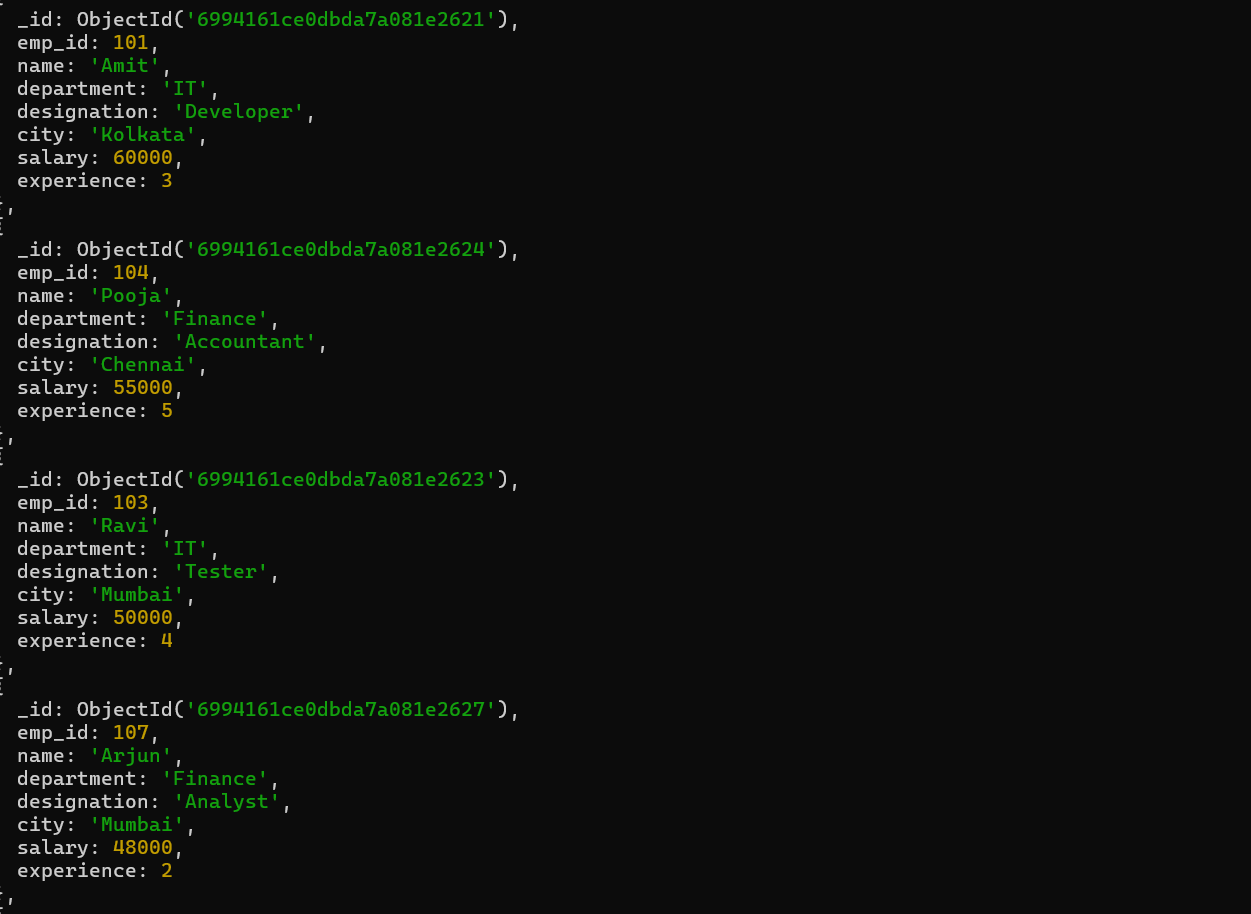 _id: ObjectId('6994161ce0dbda7a081e2621'),
emp_id: 101,
name: 'Amit',
department: 'IT',
designation: 'Developer',
city: 'Kolkata',
salary: 60000,
experience: 3
},
_id: ObjectId('6994161ce0dbda7a081e2624'),
emp_id: 104,
name: 'Pooja',
department: 'Finance',
designation: 'Accountant',
city: 'Chennai',
salary: 55000,
experience: 5
},
_id: ObjectId('6994161ce0dbda7a081e2623'),
emp_id: 103,
name: 'Ravi',
department: 'IT',
designation: 'Tester',
city: 'Mumbai',
salary: 50000,
experience: 4
},
_id: ObjectId('6994161ce0dbda7a081e2627'),
emp_id: 107,
name: 'Arjun',
department: 'Finance',
designation: 'Analyst',
city: 'Mumbai',
salary: 48000,
experience: 2
},